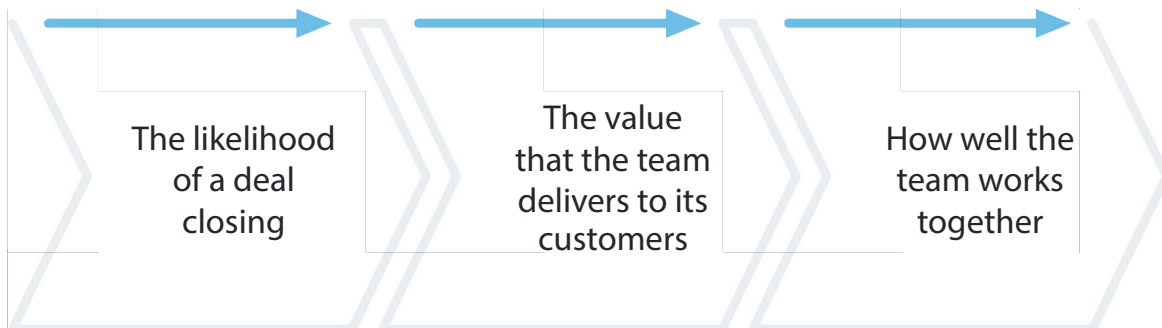 The likelihood
of a deal
closing
The value
that the team
delivers to its
customers
How well the
team works
together